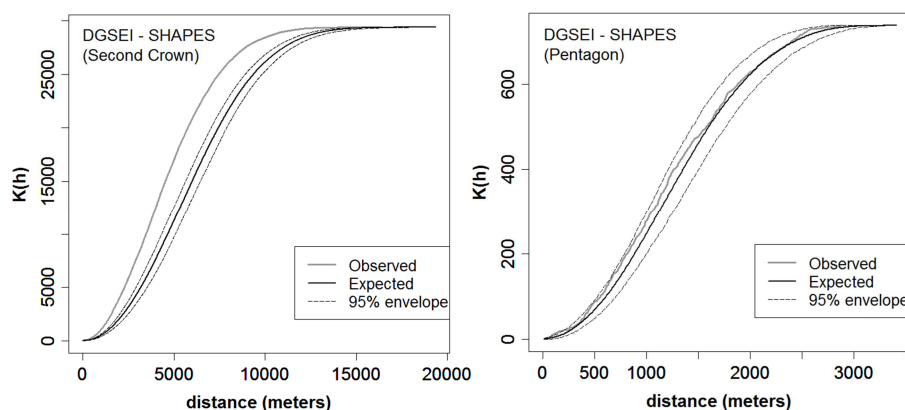 DGSEI - SHAPES
(Second Crown)
K(h)
0
5000
15000
25000
Observed
Expected
95% envelope
0
5000
10000
15000
20000
distance (meters)
DGSEI - SHAPES
(Pentagon)
K(h)
0
200
400
600
Observed
Expected
95% envelope
0
500
1000
2000
3000
distance (meters)